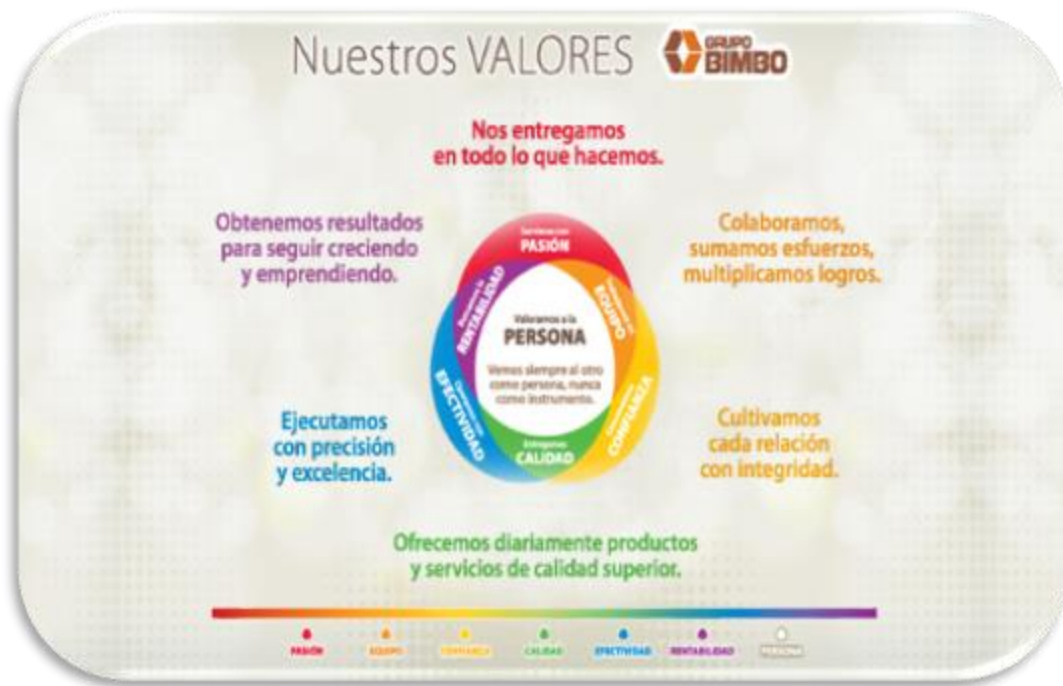 Nuestros VALORES
GRUPO
BIMBO
Nos entregamos
en todo lo que hacemos.
Obtenemos resultados
para seguir creciendo
y emprendiendo.
Colaboramos,
sumamos esfuerzos,
multiplicamos logros.
PASIÓN
RENTABILIDAD
EQUIPO
Valoramos a la
PERSONA
Vemos siempre al otro
como persona, nunca
como instrumento.
EFECTIVIDAD
CONFIANZA
Entregamos
CALIDAD
Ejecutamos
con precisión
y excelencia.
Cultivamos
cada relación
con integridad.
Ofrecemos diariamente productos
y servicios de calidad superior.
PASIÓN EQUIPO CONFIANZA CALIDAD EFECTIVIDAD RENTABILIDAD PERSONA